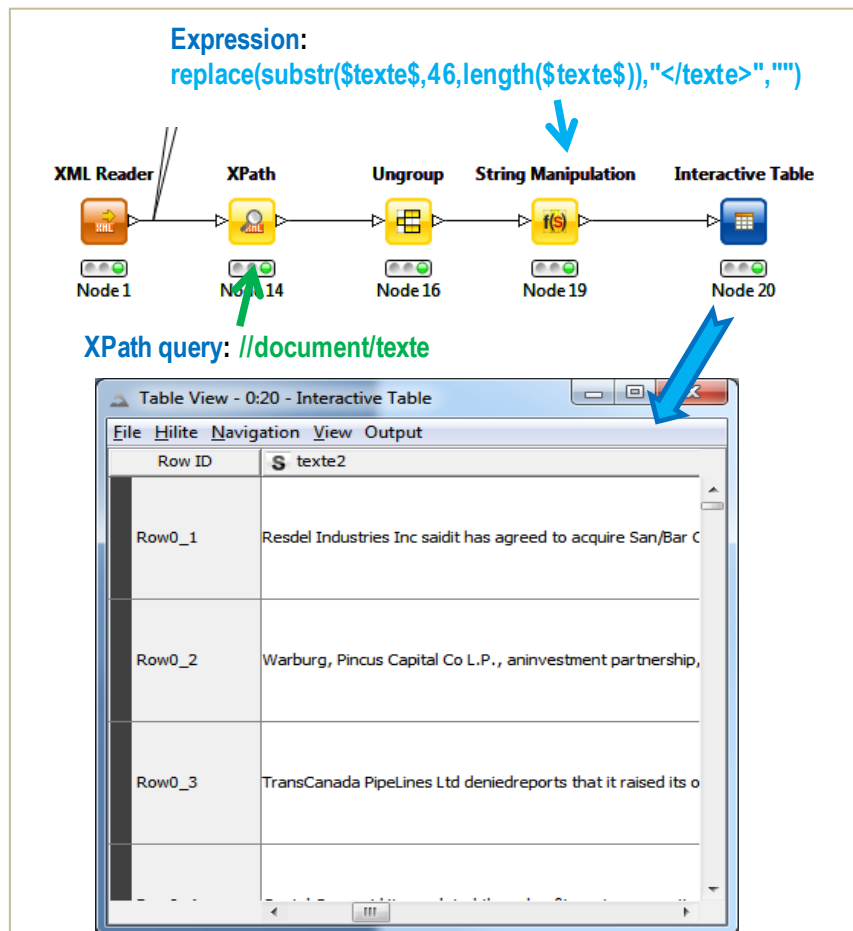 Expression:
replace(substr($texte$,46,length($texte$)),"</texte>","")
XML Reader XPath Ungroup String Manipulation Interactive Table
XML XML f(S)
Node 1 Node 14 Node 16 Node 19 Node 20
XPath query: //document/texte
Table View - 0:20 - Interactive Table
File Hilite Navigation View Output
Row ID S texte2
Row0_1 Resdel Industries Inc saidit has agreed to acquire San/Bar C
Row0_2 Warburg, Pincus Capital Co L.P., aninvestment partnership,
Row0_3 TransCanada PipeLines Ltd deniedreports that it raised its o